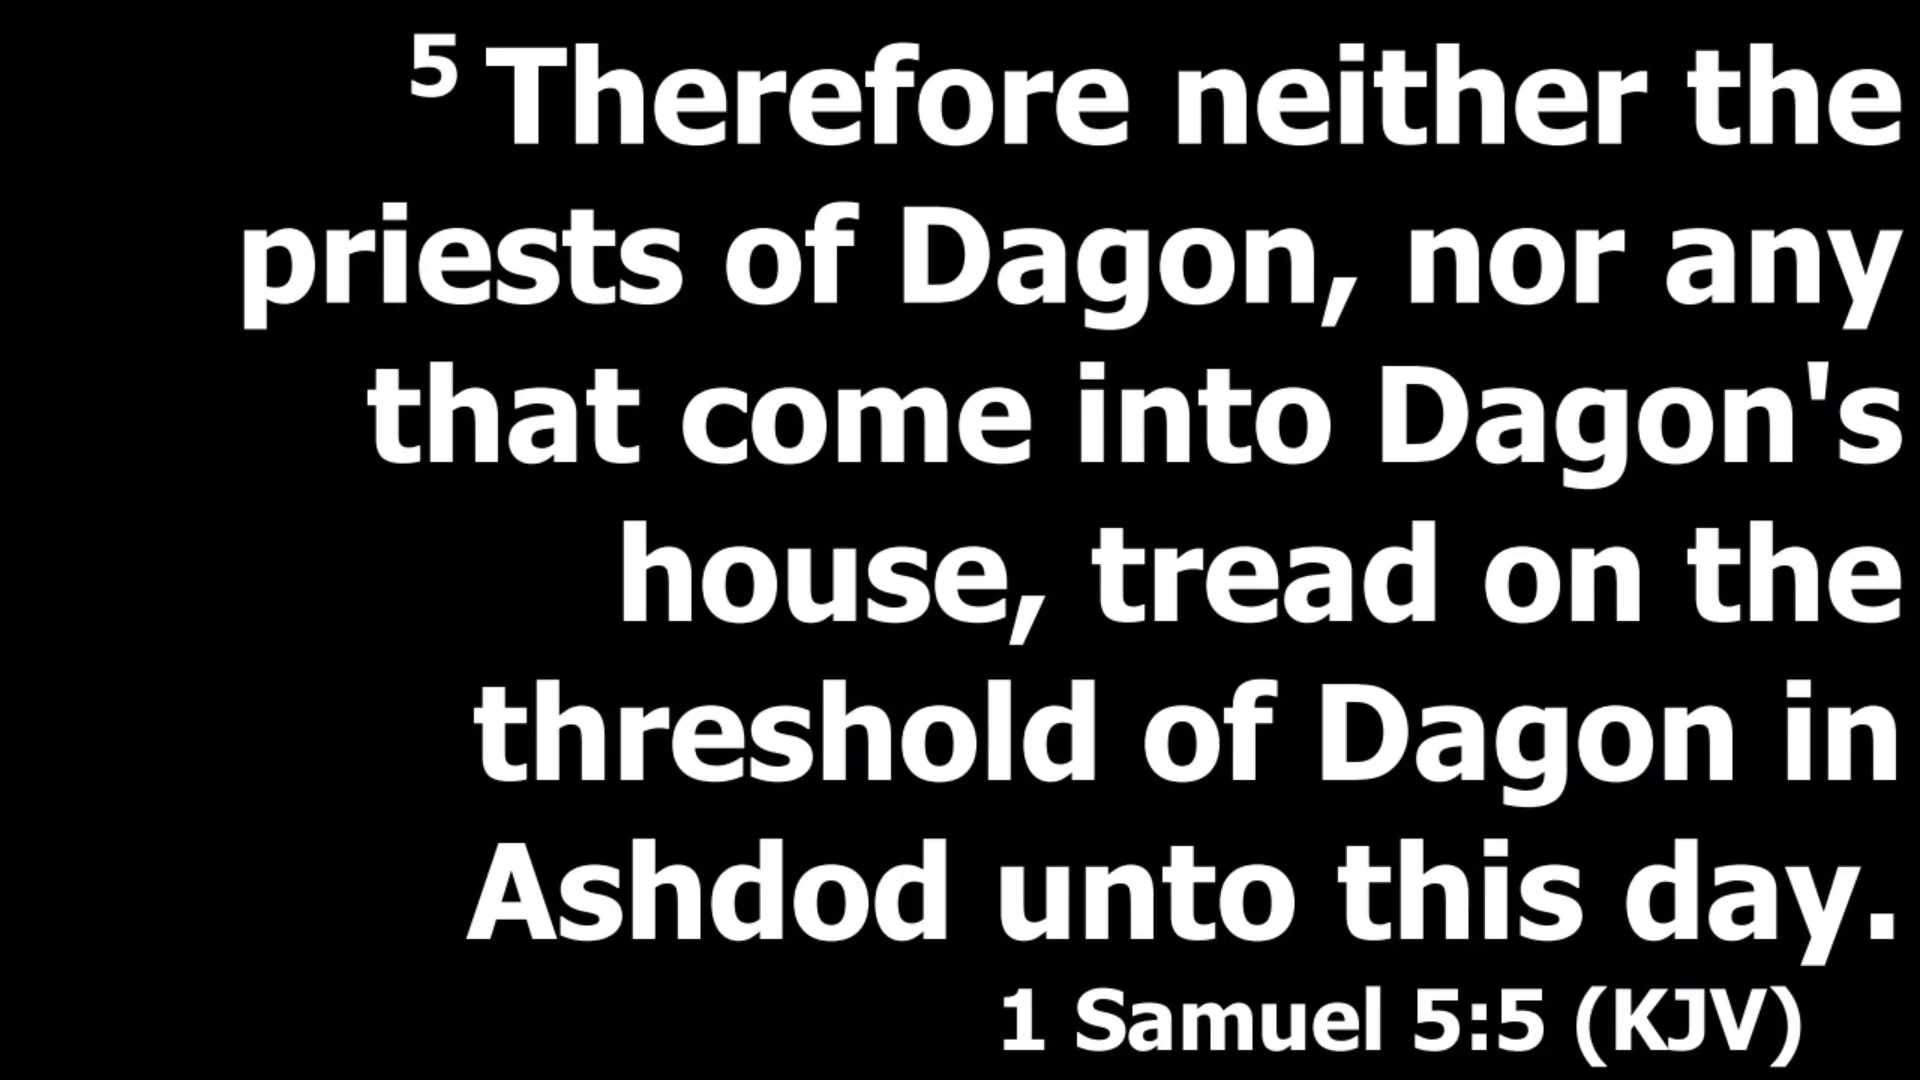 5 Therefore neither the
priests of Dagon, nor any
that come into Dagon's
house, tread on the
threshold of Dagon in
Ashdod unto this day.
1 Samuel 5:5 (KJV)